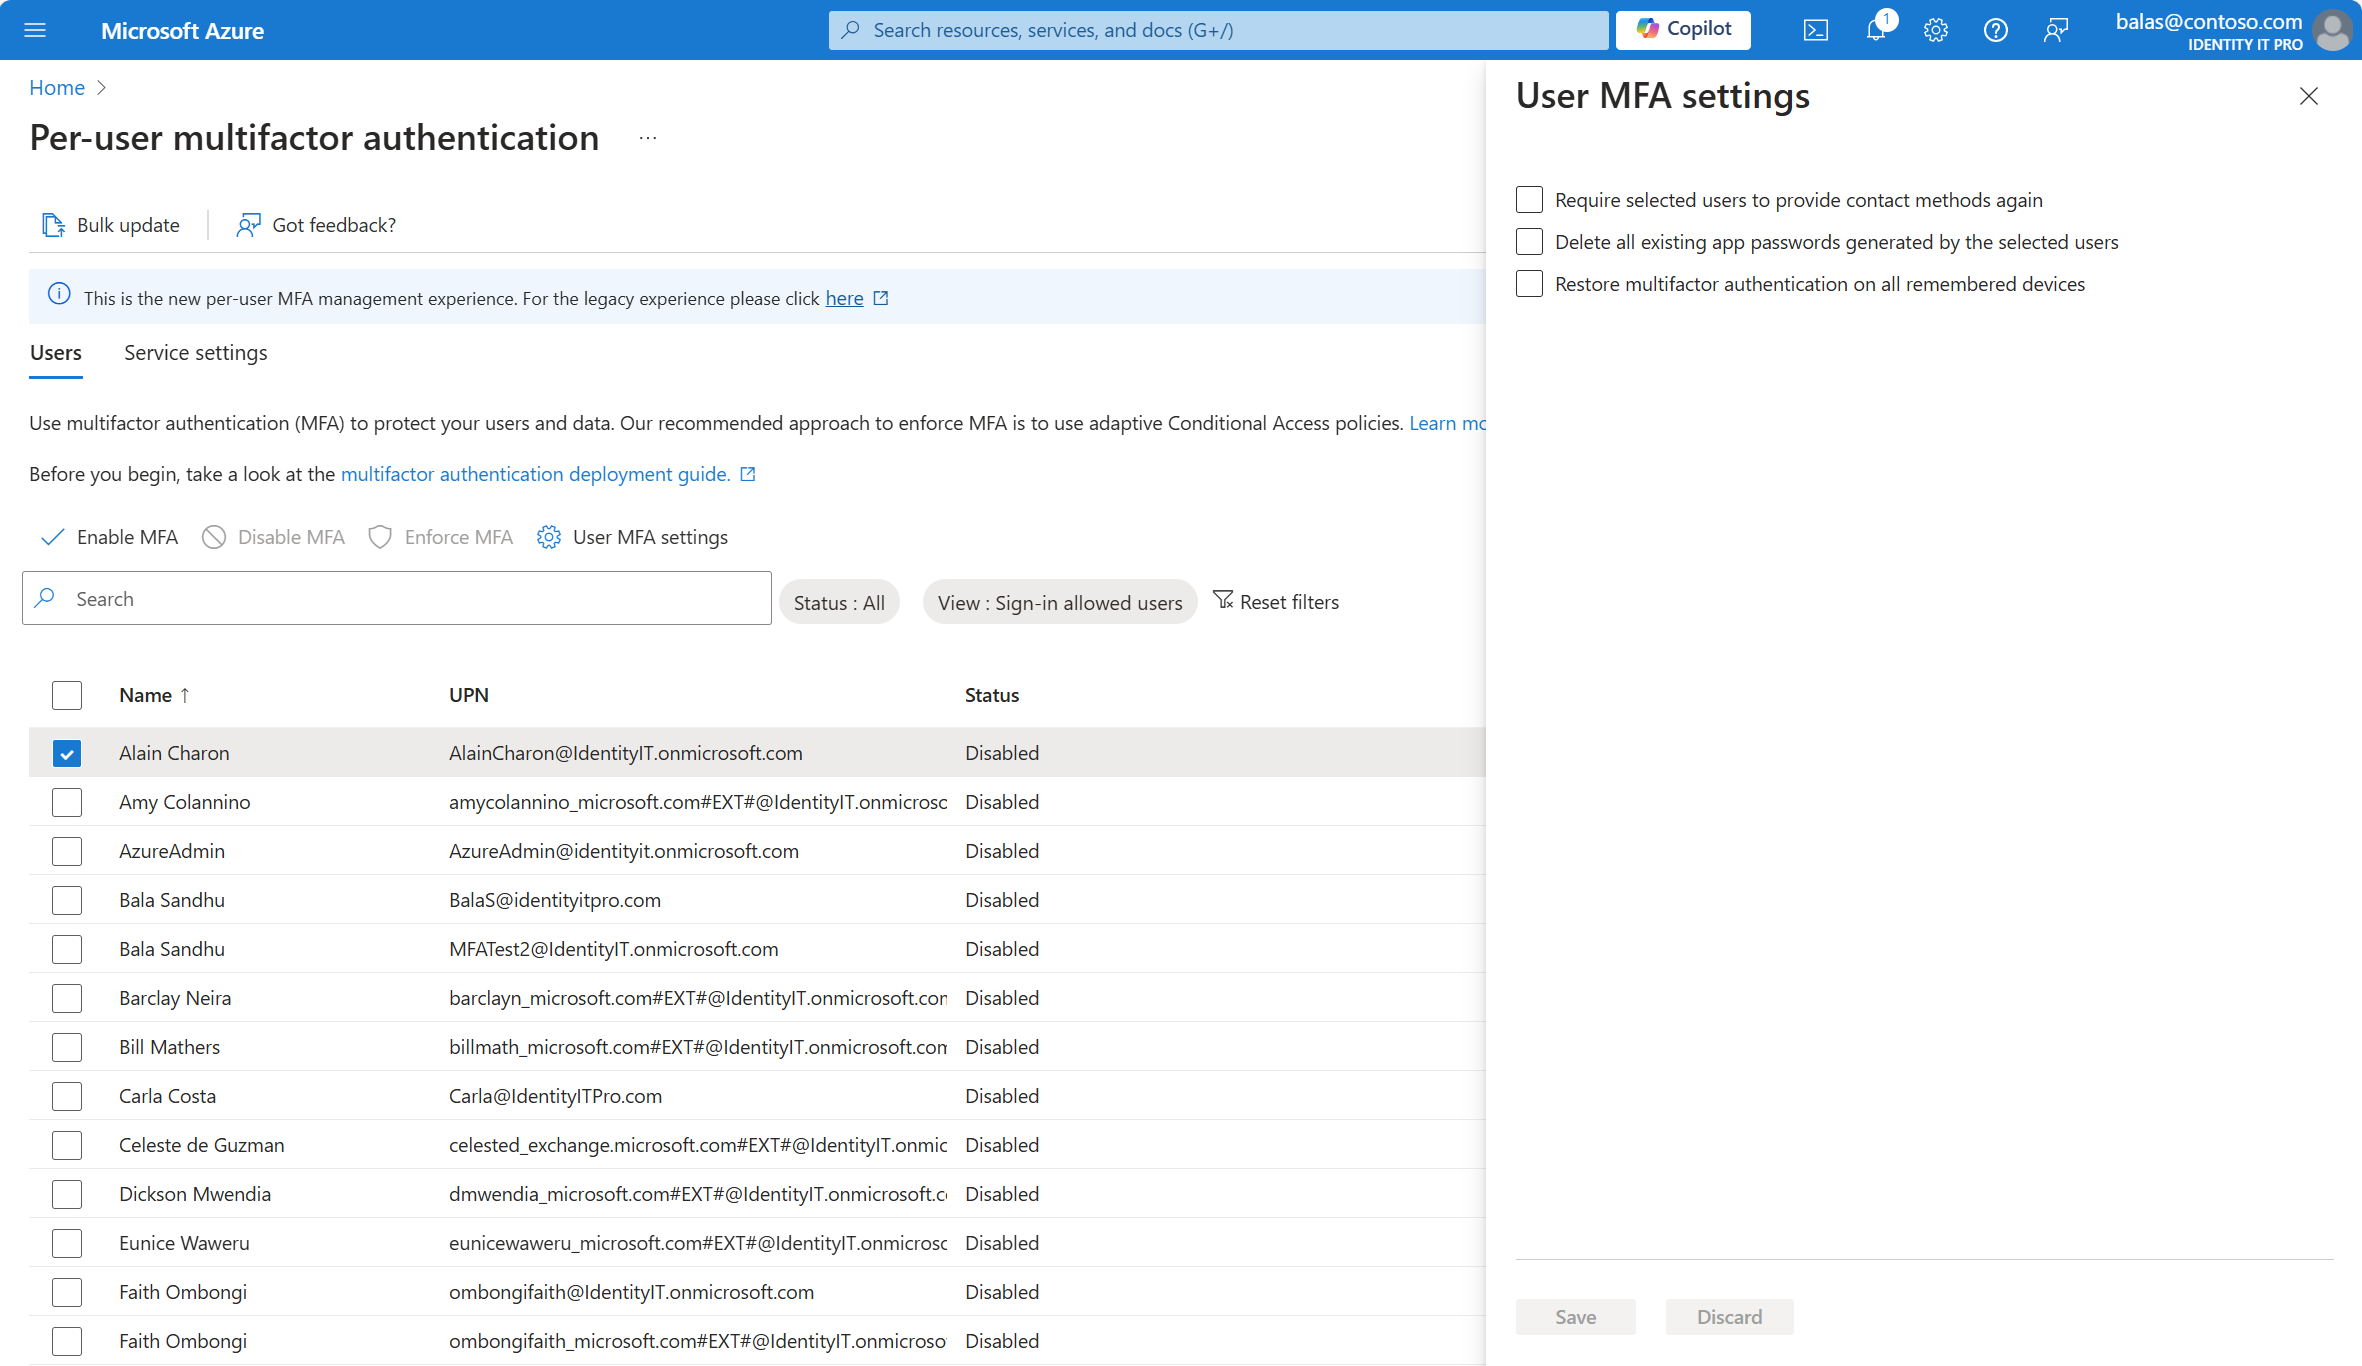 Microsoft Azure
Search resources, services, and docs (G+/)
Copilot
1
balas@contoso.com
IDENTITY IT PRO
Home
Per-user multifactor authentication
Bulk update
Got feedback?
This is the new per-user MFA management experience. For the legacy experience please click here
Users
Service settings
Use multifactor authentication (MFA) to protect your users and data. Our recommended approach to enforce MFA is to use adaptive Conditional Access policies. Learn mo
Before you begin, take a look at the multifactor authentication deployment guide.
Enable MFA
Disable MFA
Enforce MFA
User MFA settings
Search
Status : All
View : Sign-in allowed users
Reset filters
Name ↑ UPN Status
Alain Charon AlainCharon@IdentityIT.onmicrosoft.com Disabled
Amy Colannino amycolannino_microsoft.com#EXT#@IdentityIT.onmicrosc Disabled
AzureAdmin AzureAdmin@identityit.onmicrosoft.com Disabled
Bala Sandhu BalaS@identityitpro.com Disabled
Bala Sandhu MFATest2@IdentityIT.onmicrosoft.com Disabled
Barclay Neira barclayn_microsoft.com#EXT#@IdentityIT.onmicrosoft.con Disabled
Bill Mathers billmath_microsoft.com#EXT#@IdentityIT.onmicrosoft.con Disabled
Carla Costa Carla@IdentityITPro.com Disabled
Celeste de Guzman celested_exchange.microsoft.com#EXT#@IdentityIT.onmic Disabled
Dickson Mwendia dmwendia_microsoft.com#EXT#@IdentityIT.onmicrosoft.c Disabled
Eunice Waweru eunicewaweru_microsoft.com#EXT#@IdentityIT.onmicrosc Disabled
Faith Ombongi ombongifaith@IdentityIT.onmicrosoft.com Disabled
Faith Ombongi ombongifaith_microsoft.com#EXT#@IdentityIT.onmicroso Disabled
User MFA settings
Require selected users to provide contact methods again
Delete all existing app passwords generated by the selected users
Restore multifactor authentication on all remembered devices
Save
Discard